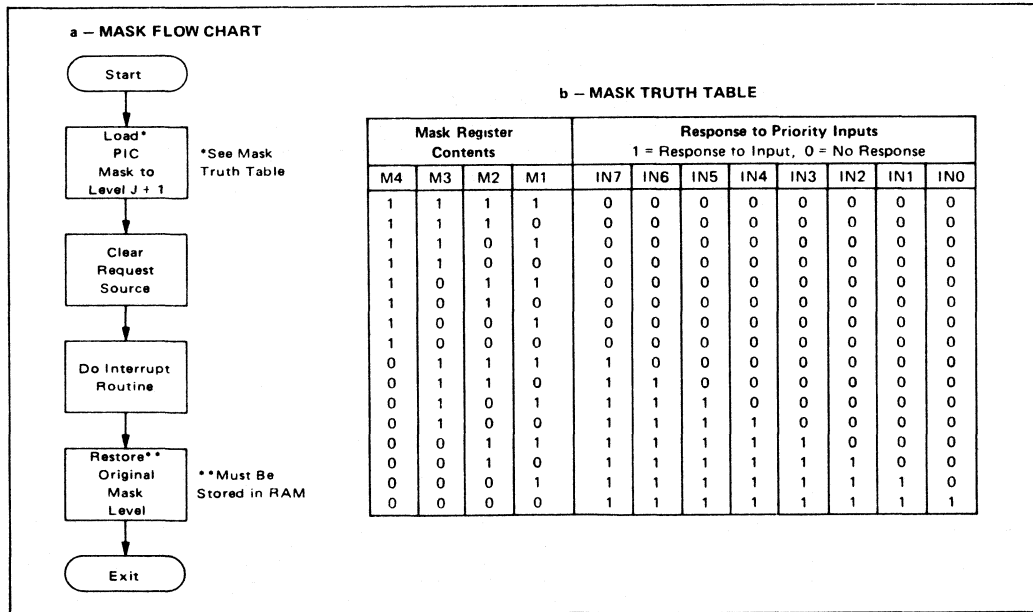 a – MASK FLOW CHART
Start
Load*
PIC
Mask to
Level J + 1
*See Mask
Truth Table
Clear
Request
Source
Do Interrupt
Routine
Restore**
Original
Mask
Level
**Must Be
Stored in RAM
Exit
b – MASK TRUTH TABLE
Mask Register
Contents
Response to Priority Inputs
1 = Response to Input, 0 = No Response
M4 M3 M2 M1 IN7 IN6 IN5 IN4 IN3 IN2 IN1 IN0
1 1 1 1 0 0 0 0 0 0 0 0
1 1 1 0 0 0 0 0 0 0 0 0
1 1 0 1 0 0 0 0 0 0 0 0
1 1 0 0 0 0 0 0 0 0 0 0
1 0 1 1 0 0 0 0 0 0 0 0
1 0 1 0 0 0 0 0 0 0 0 0
1 0 0 1 0 0 0 0 0 0 0 0
1 0 0 0 0 0 0 0 0 0 0 0
0 1 1 1 1 0 0 0 0 0 0 0
0 1 1 0 1 1 0 0 0 0 0 0
0 1 0 1 1 1 1 0 0 0 0 0
0 1 0 0 1 1 1 1 0 0 0 0
0 0 1 1 1 1 1 1 1 0 0 0
0 0 1 0 1 1 1 1 1 1 0 0
0 0 0 1 1 1 1 1 1 1 1 0
0 0 0 0 1 1 1 1 1 1 1 1